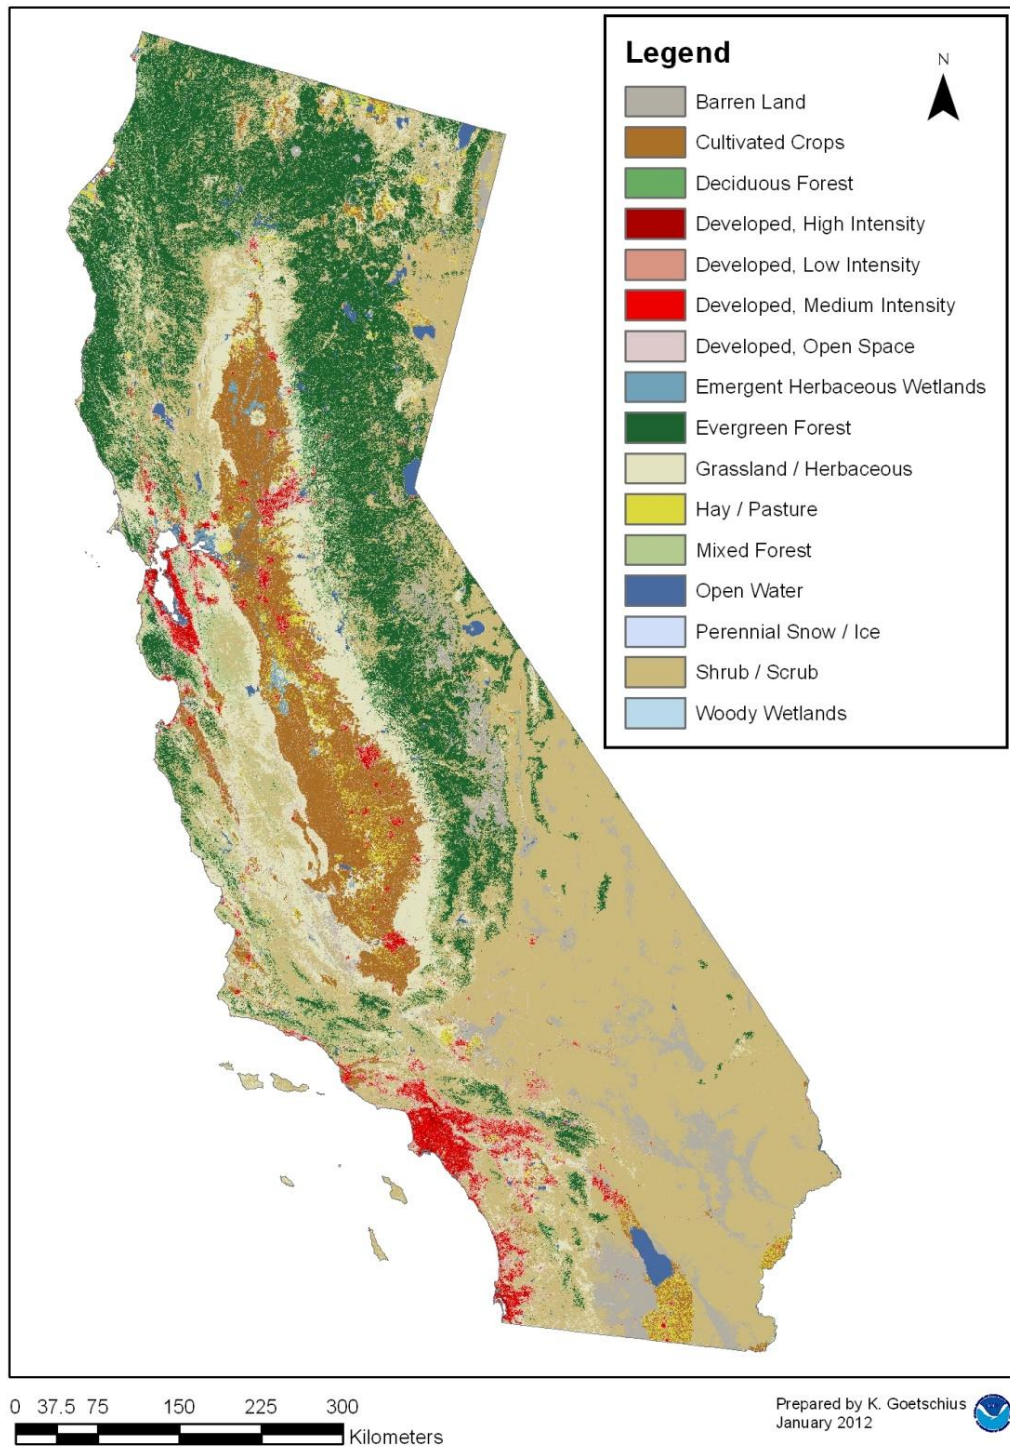 Legend
N
Barren Land
Cultivated Crops
Deciduous Forest
Developed, High Intensity
Developed, Low Intensity
Developed, Medium Intensity
Developed, Open Space
Emergent Herbaceous Wetlands
Evergreen Forest
Grassland / Herbaceous
Hay / Pasture
Mixed Forest
Open Water
Perennial Snow / Ice
Shrub / Scrub
Woody Wetlands
0 37.5 75 150 225 300
Kilometers
Prepared by K. Goetschius
January 2012